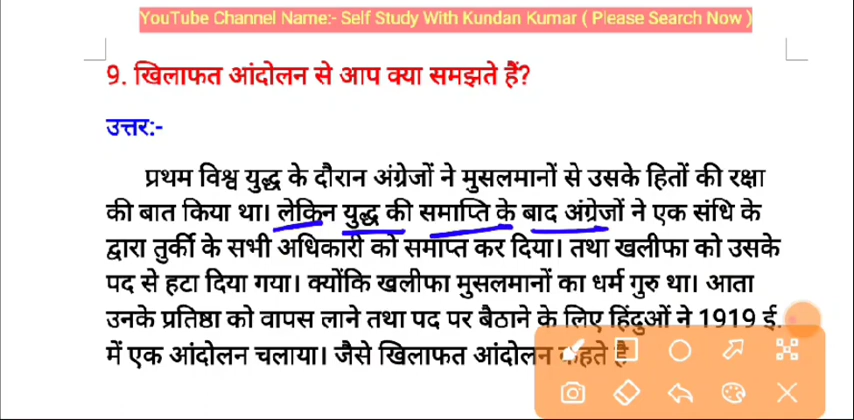 YouTube Channel Name:- Self Study With Kundan Kumar ( Please Search Now )
9. खिलाफत आंदोलन से आप क्या समझते हैं?
उत्तर:-
प्रथम विश्व युद्ध के दौरान अंग्रेजों ने मुसलमानों से उसके हितों की रक्षा
की बात किया था। लेकिन युद्ध की समाप्ति के बाद अंग्रेजों ने एक संधि के
द्वारा तुर्की के सभी अधिकारी को समाप्त कर दिया। तथा खलीफा को उसके
पद से हटा दिया गया। क्योंकि खलीफा मुसलमानों का धर्म गुरु था। आता
उनके प्रतिष्ठा को वापस लाने तथा पद पर बैठाने के लिए हिंदुओं ने 1919 ई.
में एक आंदोलन चलाया। जैसे खिलाफत आंदोलन कहते है